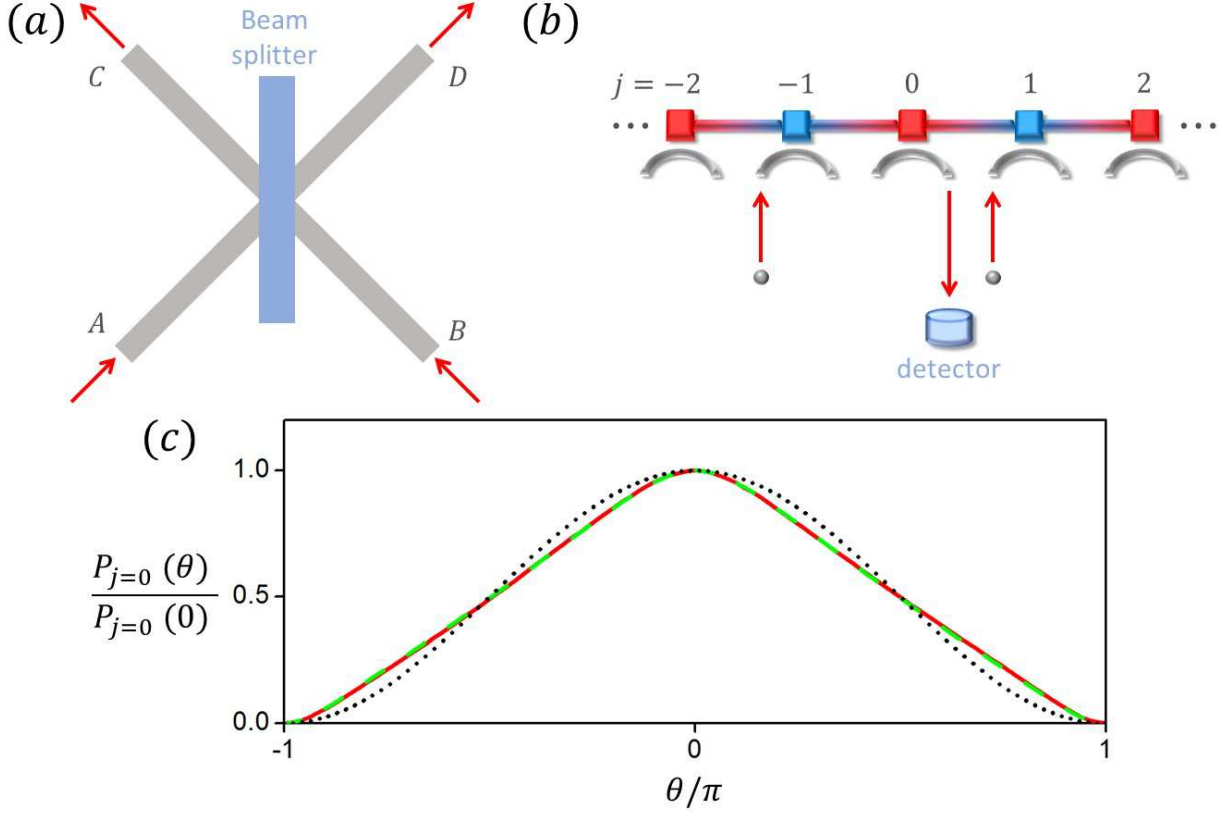 (a)
Beam
splitter
C
D
A
B
(b)
j = −2 −1 0 1 2
··· ···
detector
(c)
P_{j=0} (θ)
P_{j=0} (0)
1.0
0.5
0.0
-1 0 1
θ/π